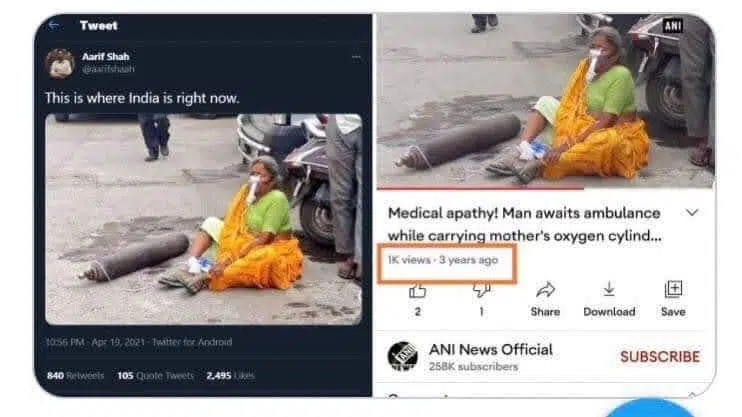 Tweet
Aarif Shah
@aarifshaah
This is where India is right now.
10:56 PM · Apr 19, 2021 · Twitter for Android
840 Retweets 105 Quote Tweets 2,495 Likes
ANI
Medical apathy! Man awaits ambulance
while carrying mother's oxygen cylind...
1K views · 3 years ago
2
1
Share
Download
Save
ANI
ANI News Official
258K subscribers
SUBSCRIBE